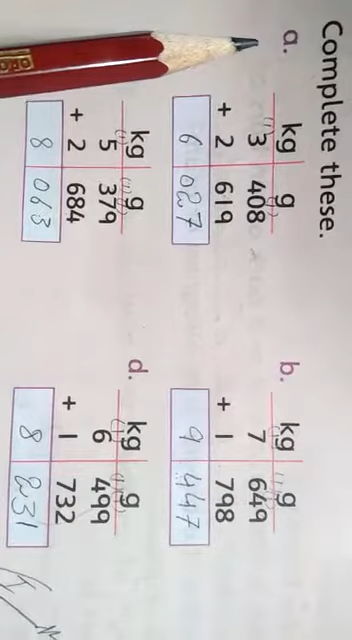 Complete these.
a. kg g
3 408
+ 2 619
6 027
b. kg g
7 649
+ 1 798
9 447
kg g
5 379
+ 2 684
8 063
d. kg g
6 499
+ 1 732
8 231